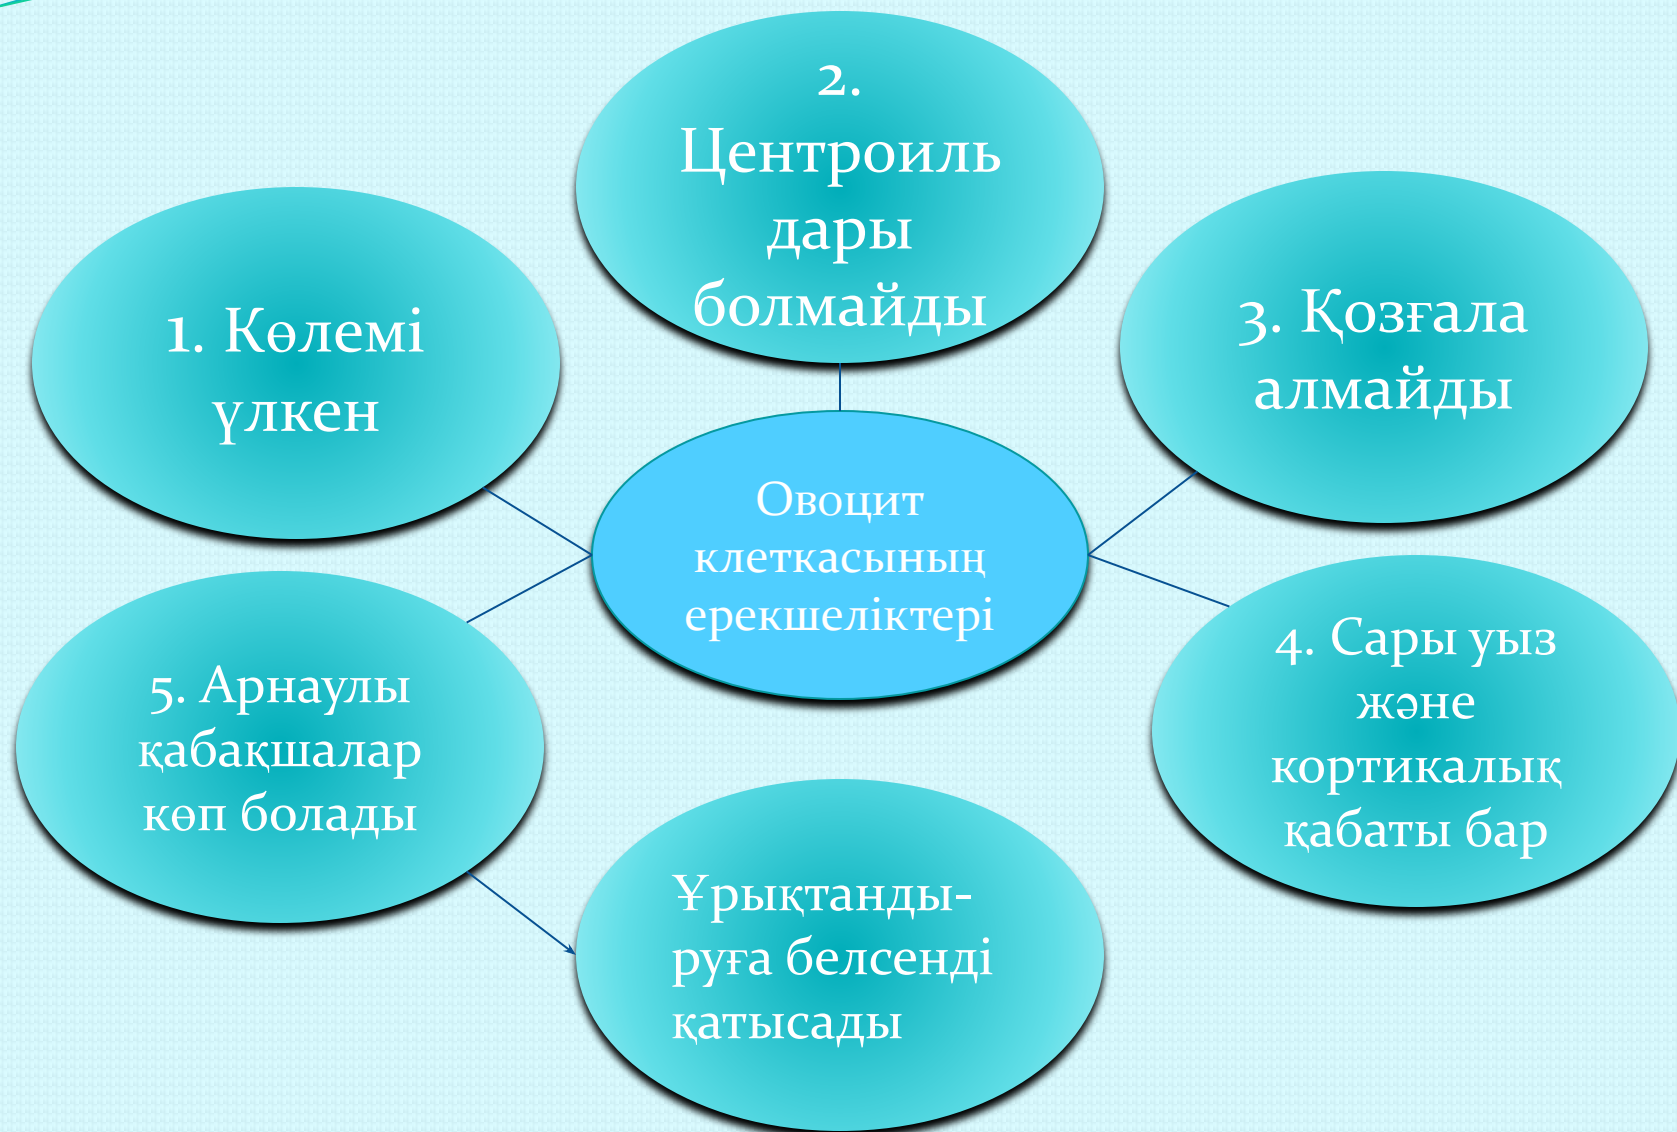 1. Көлемі
үлкен
2.
Центроиль
дары
болмайды
3. Қозғала
алмайды
Овоцит
клеткасының
ерекшеліктері
4. Сары уыз
және
кортикалық
қабаты бар
5. Арнаулы
қабақшалар
көп болады
Ұрықтанды-
руға белсенді
қатысады